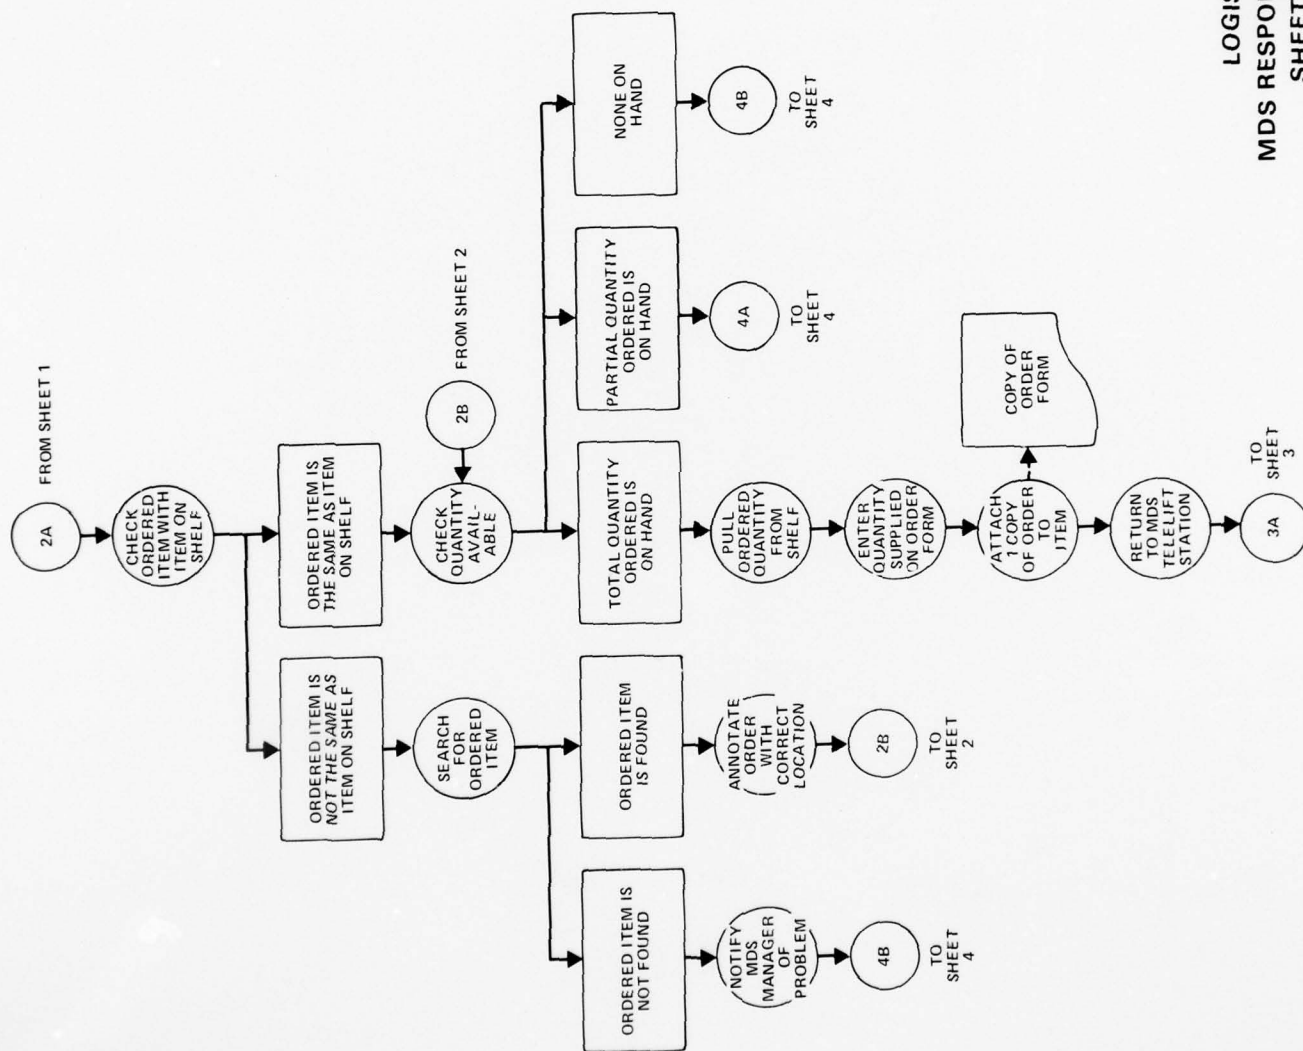 2A
FROM SHEET 1
CHECK
ORDERED
ITEM WITH
ITEM ON
SHELF
ORDERED ITEM IS
NOT THE SAME AS
ITEM ON SHELF
ORDERED ITEM IS
THE SAME AS ITEM
ON SHELF
SEARCH
FOR
ORDERED
ITEM
CHECK
QUANTITY
AVAIL-
ABLE
2B
FROM SHEET 2
ORDERED ITEM IS
NOT FOUND
ORDERED ITEM
IS FOUND
TOTAL QUANTITY
ORDERED IS
ON HAND
PARTIAL QUANTITY
ORDERED IS
ON HAND
NONE ON
HAND
NOTIFY
MDS
MANAGER
OF
PROBLEM
ANNOTATE
ORDER
WITH
CORRECT
LOCATION
PULL
ORDERED
QUANTITY
FROM
SHELF
4A
TO
SHEET
4
4B
TO
SHEET
4
4B
TO
SHEET
4
2B
TO
SHEET
2
ENTER
QUANTITY
SUPPLIED
ON ORDER
FORM
ATTACH
1 COPY
OF ORDER
TO
ITEM
COPY OF
ORDER
FORM
RETURN
TO MDS
TELELIFT
STATION
3A
TO
SHEET
3
LOGIS
MDS RESPO
SHEET